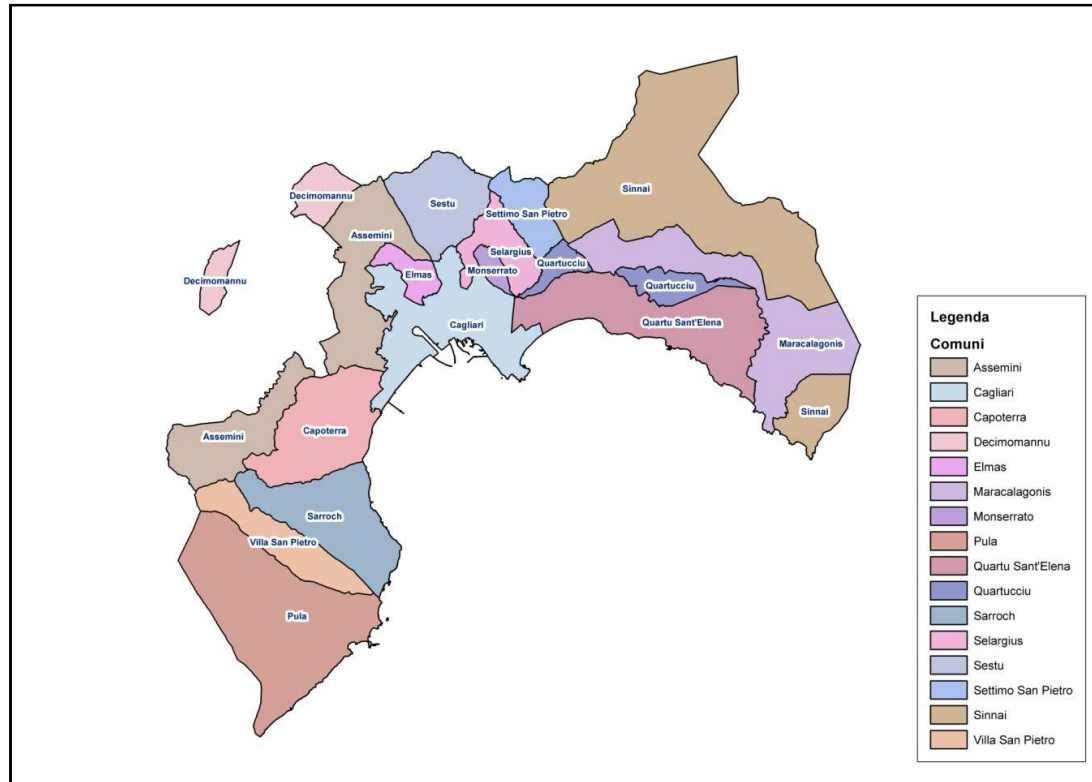 Sinnai
Decimomannu
Sestu
Settimo San Pietro
Assemini
Selargius
Quartucciu
Monserrato
Elmas
Decimomannu
Quartucciu
Quartu Sant'Elena
Cagliari
Maracalagonis
Sinnai
Capoterra
Assemini
Sarroch
Villa San Pietro
Pula
Legenda
Comuni
Assemini
Cagliari
Capoterra
Decimomannu
Elmas
Maracalagonis
Monserrato
Pula
Quartu Sant'Elena
Quartucciu
Sarroch
Selargius
Sestu
Settimo San Pietro
Sinnai
Villa San Pietro